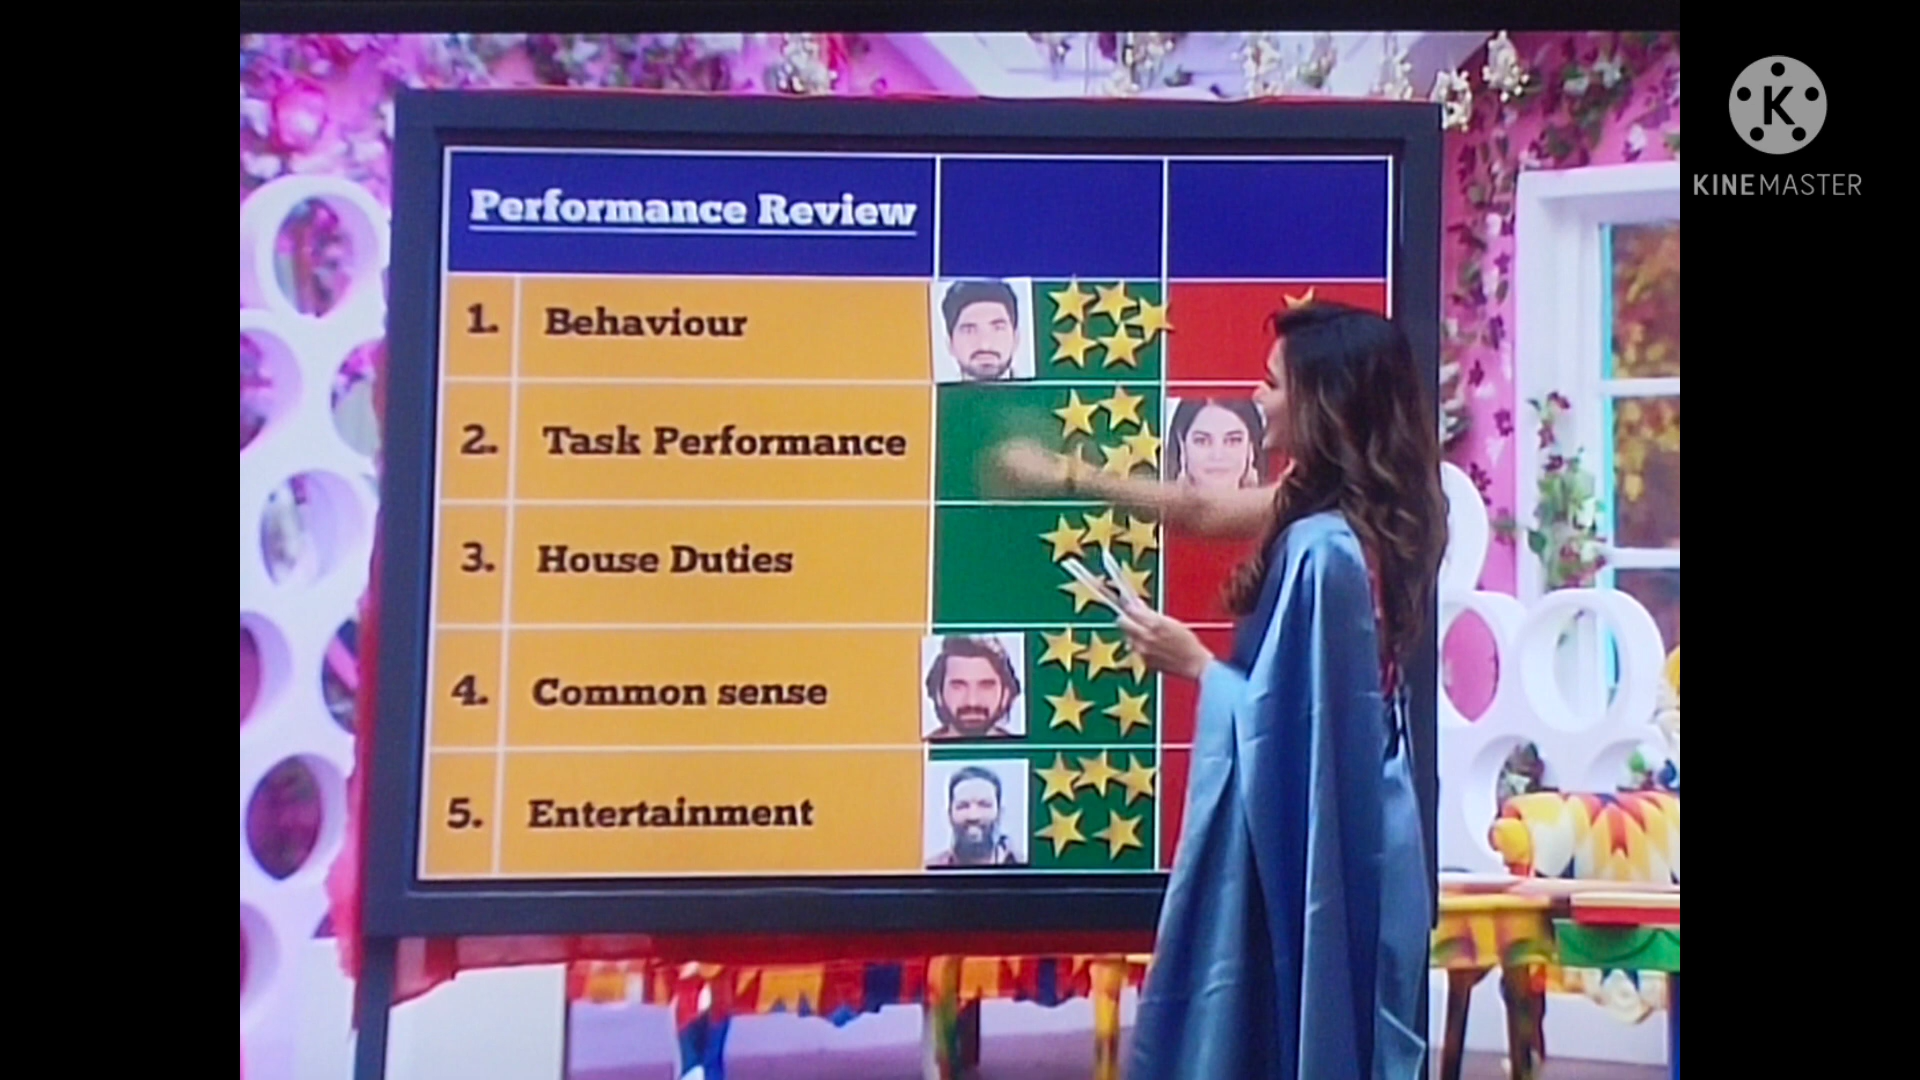 K
KINEMASTER
Performance Review
1. Behaviour
2. Task Performance
3. House Duties
4. Common sense
5. Entertainment